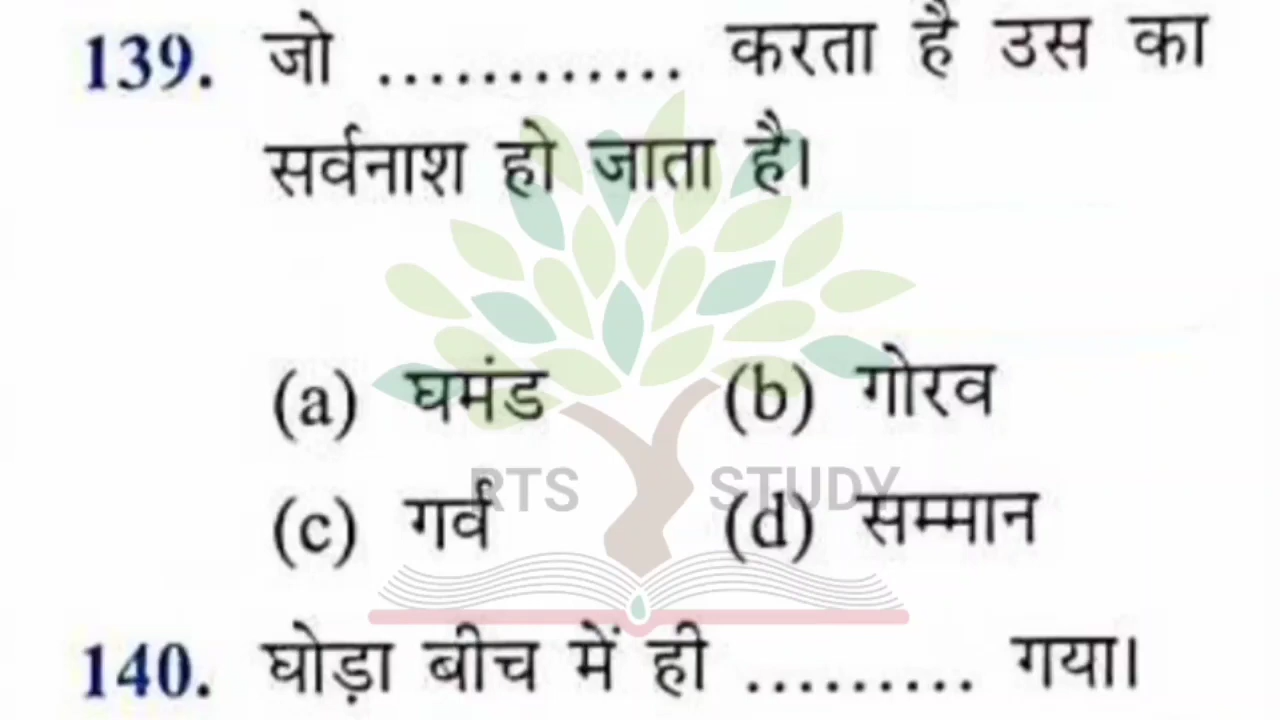 139. जो ............ करता है उस का
सर्वनाश हो जाता है।
(a) घमंड (b) गोरव
RTS STUDY
(c) गर्व (d) सम्मान
140. घोड़ा बीच में ही ......... गया।